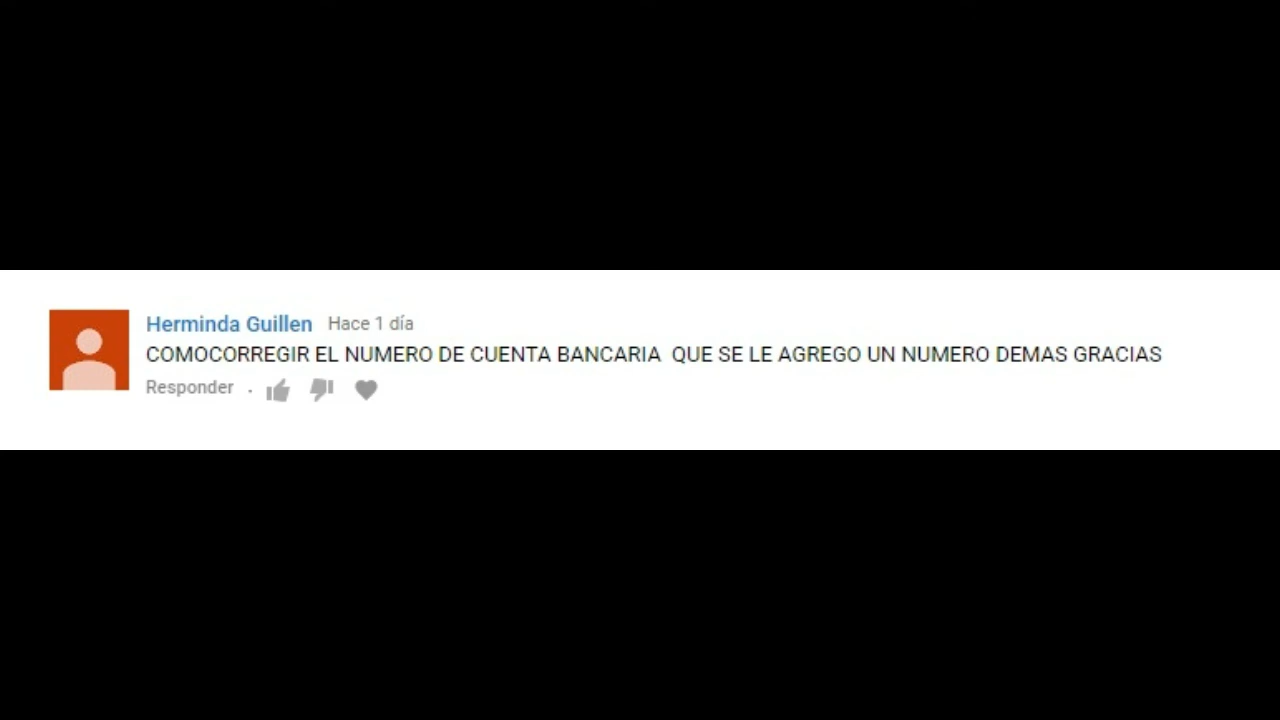 Herminda Guillen Hace 1 día
COMOCORREGIR EL NUMERO DE CUENTA BANCARIA  QUE SE LE AGREGO UN NUMERO DEMAS GRACIAS
Responder .